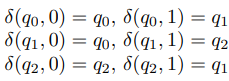 δ(q₀, 0) = q₀, δ(q₀, 1) = q₁
δ(q₁, 0) = q₀, δ(q₁, 1) = q₂
δ(q₂, 0) = q₂, δ(q₂, 1) = q₁